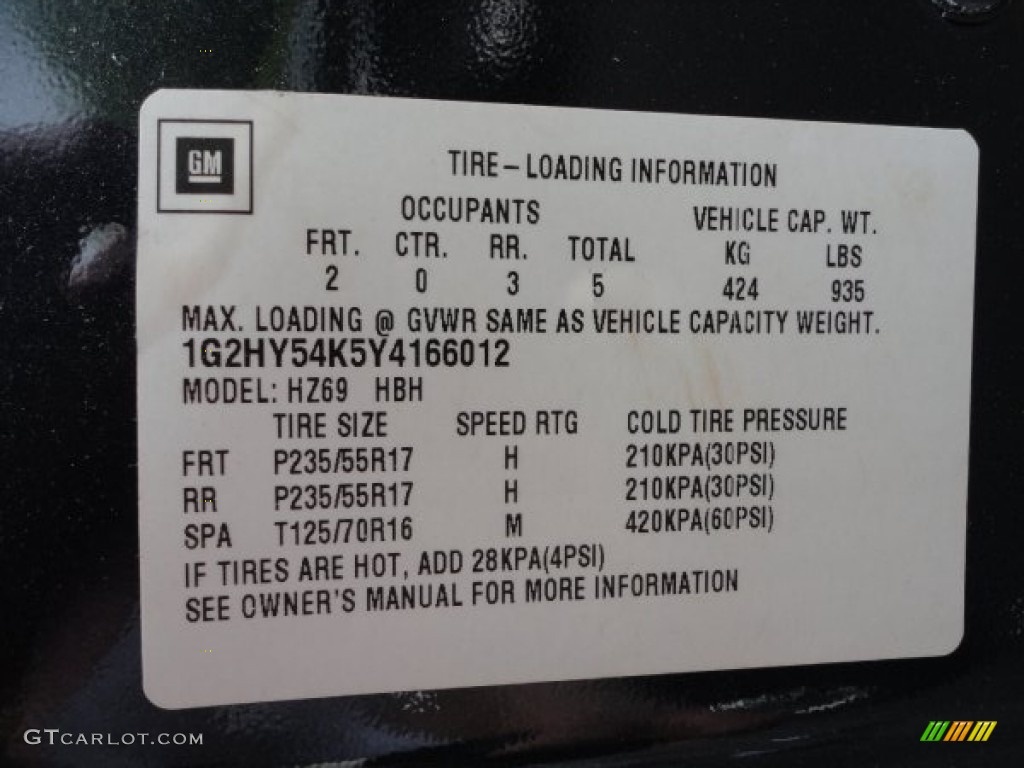 GM
TIRE-LOADING INFORMATION
OCCUPANTS VEHICLE CAP. WT.
FRT. CTR. RR. TOTAL KG LBS
2 0 3 5 424 935
MAX. LOADING @ GVWR SAME AS VEHICLE CAPACITY WEIGHT.
1G2HY54K5Y4166012
MODEL: HZ69 HBH
TIRE SIZE SPEED RTG COLD TIRE PRESSURE
FRT P235/55R17 H 210KPA(30PSI)
RR P235/55R17 H 210KPA(30PSI)
SPA T125/70R16 M 420KPA(60PSI)
IF TIRES ARE HOT, ADD 28KPA(4PSI)
SEE OWNER'S MANUAL FOR MORE INFORMATION
GTCARLOT.COM